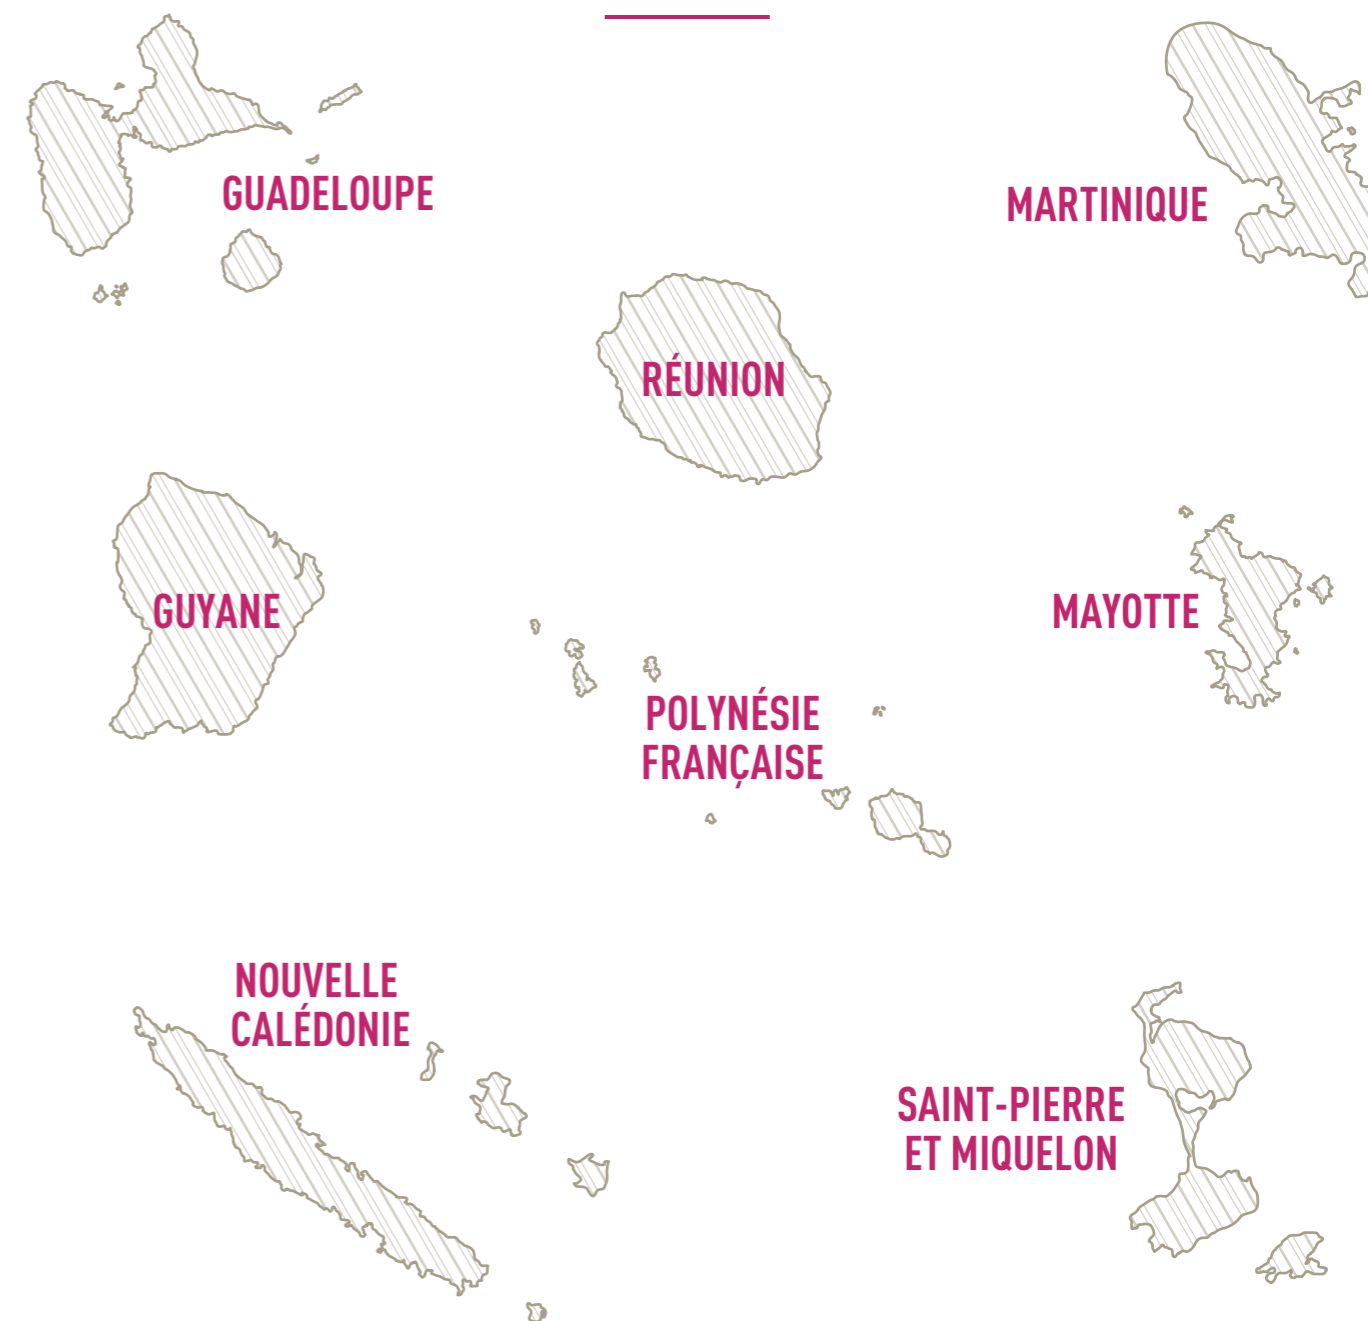 GUADELOUPE
MARTINIQUE
RÉUNION
GUYANE
MAYOTTE
POLYNÉSIE
FRANÇAISE
NOUVELLE
CALÉDONIE
SAINT-PIERRE
ET MIQUELON